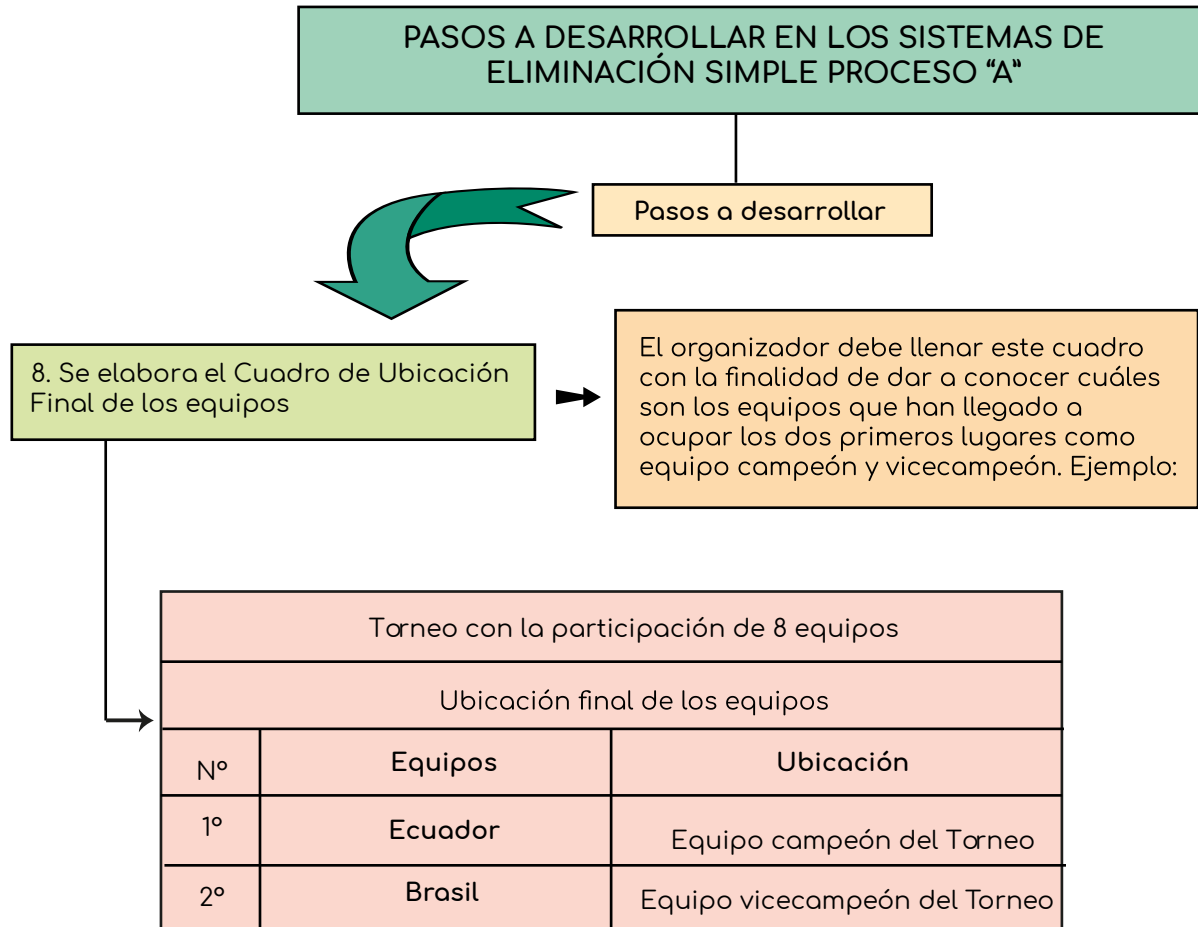 PASOS A DESARROLLAR EN LOS SISTEMAS DE
ELIMINACIÓN SIMPLE PROCESO “A”
Pasos a desarrollar
8. Se elabora el Cuadro de Ubicación
Final de los equipos
El organizador debe llenar este cuadro
con la finalidad de dar a conocer cuáles
son los equipos que han llegado a
ocupar los dos primeros lugares como
equipo campeón y vicecampeón. Ejemplo:
Torneo con la participación de 8 equipos
Ubicación final de los equipos
Nº Equipos Ubicación
1º Ecuador Equipo campeón del Torneo
2º Brasil Equipo vicecampeón del Torneo